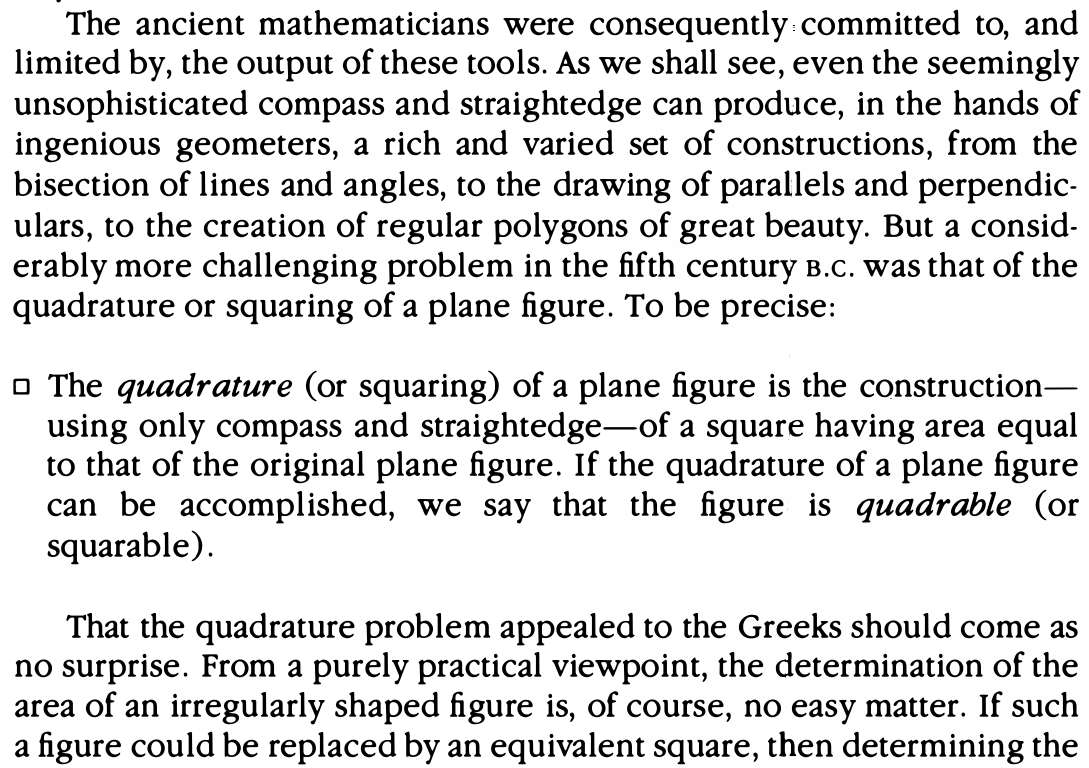 The ancient mathematicians were consequently committed to, and
limited by, the output of these tools. As we shall see, even the seemingly
unsophisticated compass and straightedge can produce, in the hands of
ingenious geometers, a rich and varied set of constructions, from the
bisection of lines and angles, to the drawing of parallels and perpendic-
ulars, to the creation of regular polygons of great beauty. But a consid-
erably more challenging problem in the fifth century B.C. was that of the
quadrature or squaring of a plane figure. To be precise:
□ The quadrature (or squaring) of a plane figure is the construction—
using only compass and straightedge—of a square having area equal
to that of the original plane figure. If the quadrature of a plane figure
can be accomplished, we say that the figure is quadrable (or
squarable).
That the quadrature problem appealed to the Greeks should come as
no surprise. From a purely practical viewpoint, the determination of the
area of an irregularly shaped figure is, of course, no easy matter. If such
a figure could be replaced by an equivalent square, then determining the